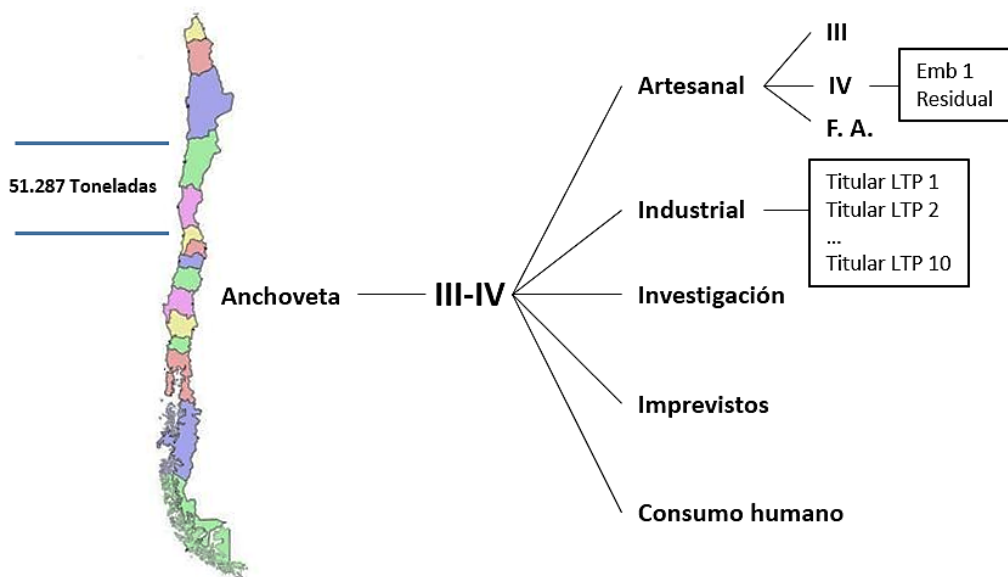 51.287 Toneladas
Anchoveta
III-IV
Artesanal
III
IV
F. A.
Emb 1
Residual
Industrial
Titular LTP 1
Titular LTP 2
...
Titular LTP 10
Investigación
Imprevistos
Consumo humano